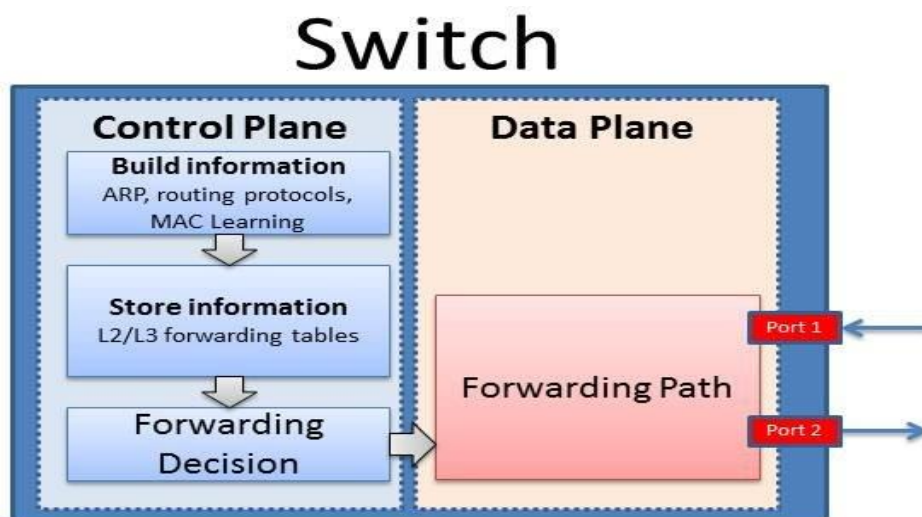 Switch
Control Plane
Build information
ARP, routing protocols,
MAC Learning
Store information
L2/L3 forwarding tables
Forwarding
Decision
Data Plane
Forwarding Path
Port 1
Port 2